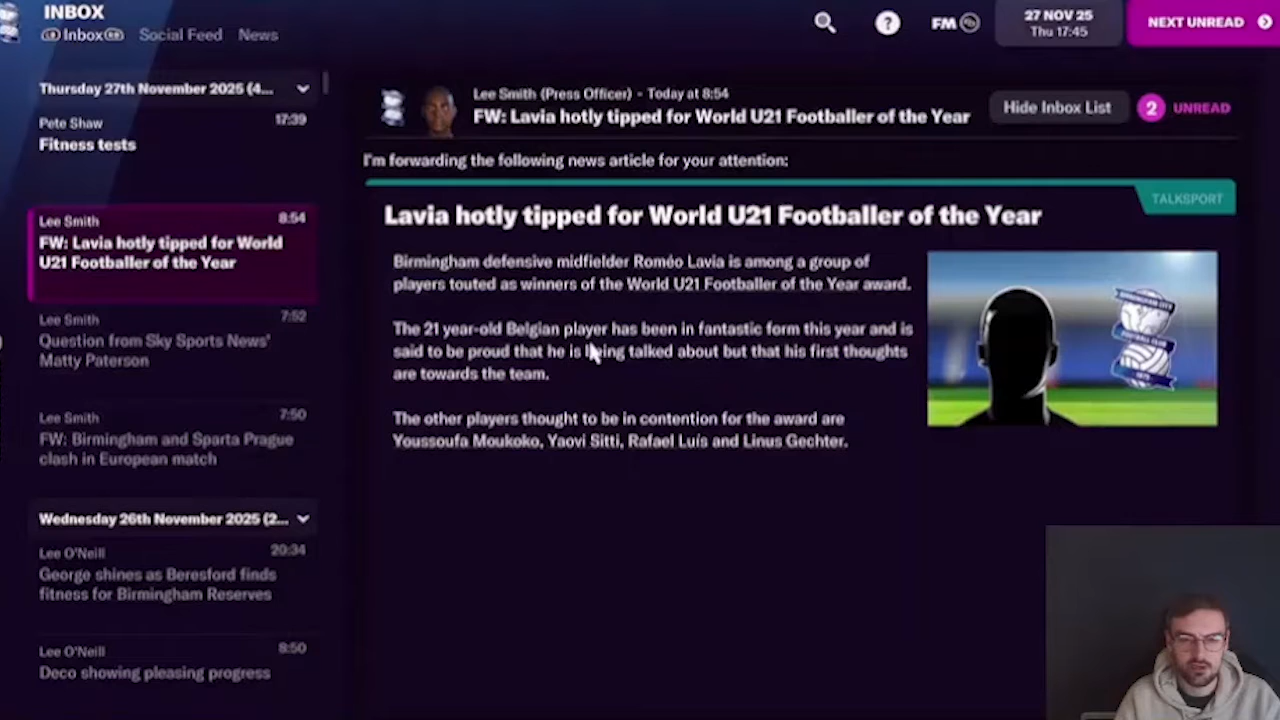 INBOX
Inbox
Social Feed
News
FM
27 NOV 25
Thu 17:45
NEXT UNREAD
Thursday 27th November 2025 (4...
Pete Shaw
17:39
Fitness tests
Lee Smith
8:54
FW: Lavia hotly tipped for World
U21 Footballer of the Year
Lee Smith
7:52
Question from Sky Sports News'
Matty Paterson
Lee Smith
7:50
FW: Birmingham and Sparta Prague
clash in European match
Wednesday 26th November 2025 (2...
Lee O'Neill
20:34
George shines as Beresford finds
fitness for Birmingham Reserves
Lee O'Neill
8:50
Deco showing pleasing progress
Lee Smith (Press Officer) - Today at 8:54
FW: Lavia hotly tipped for World U21 Footballer of the Year
Hide Inbox List
2 UNREAD
I'm forwarding the following news article for your attention:
TALKSPORT
Lavia hotly tipped for World U21 Footballer of the Year
Birmingham defensive midfielder Roméo Lavia is among a group of
players touted as winners of the World U21 Footballer of the Year award.
The 21 year-old Belgian player has been in fantastic form this year and is
said to be proud that he is being talked about but that his first thoughts
are towards the team.
The other players thought to be in contention for the award are
Youssoufa Moukoko, Yaovi Sitti, Rafael Luís and Linus Gechter.
BIRMINGHAM CITY
FOOTBALL CLUB
1875